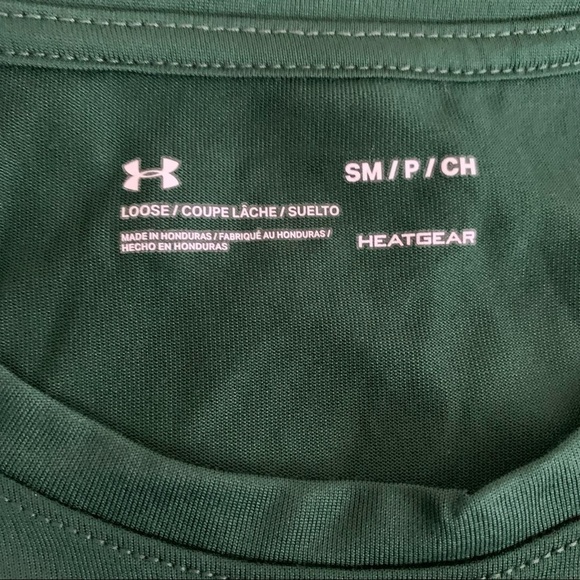 SM / P / CH
LOOSE / COUPE LÂCHE / SUELTO
MADE IN HONDURAS / FABRIQUÉ AU HONDURAS /
HECHO EN HONDURAS
HEATGEAR